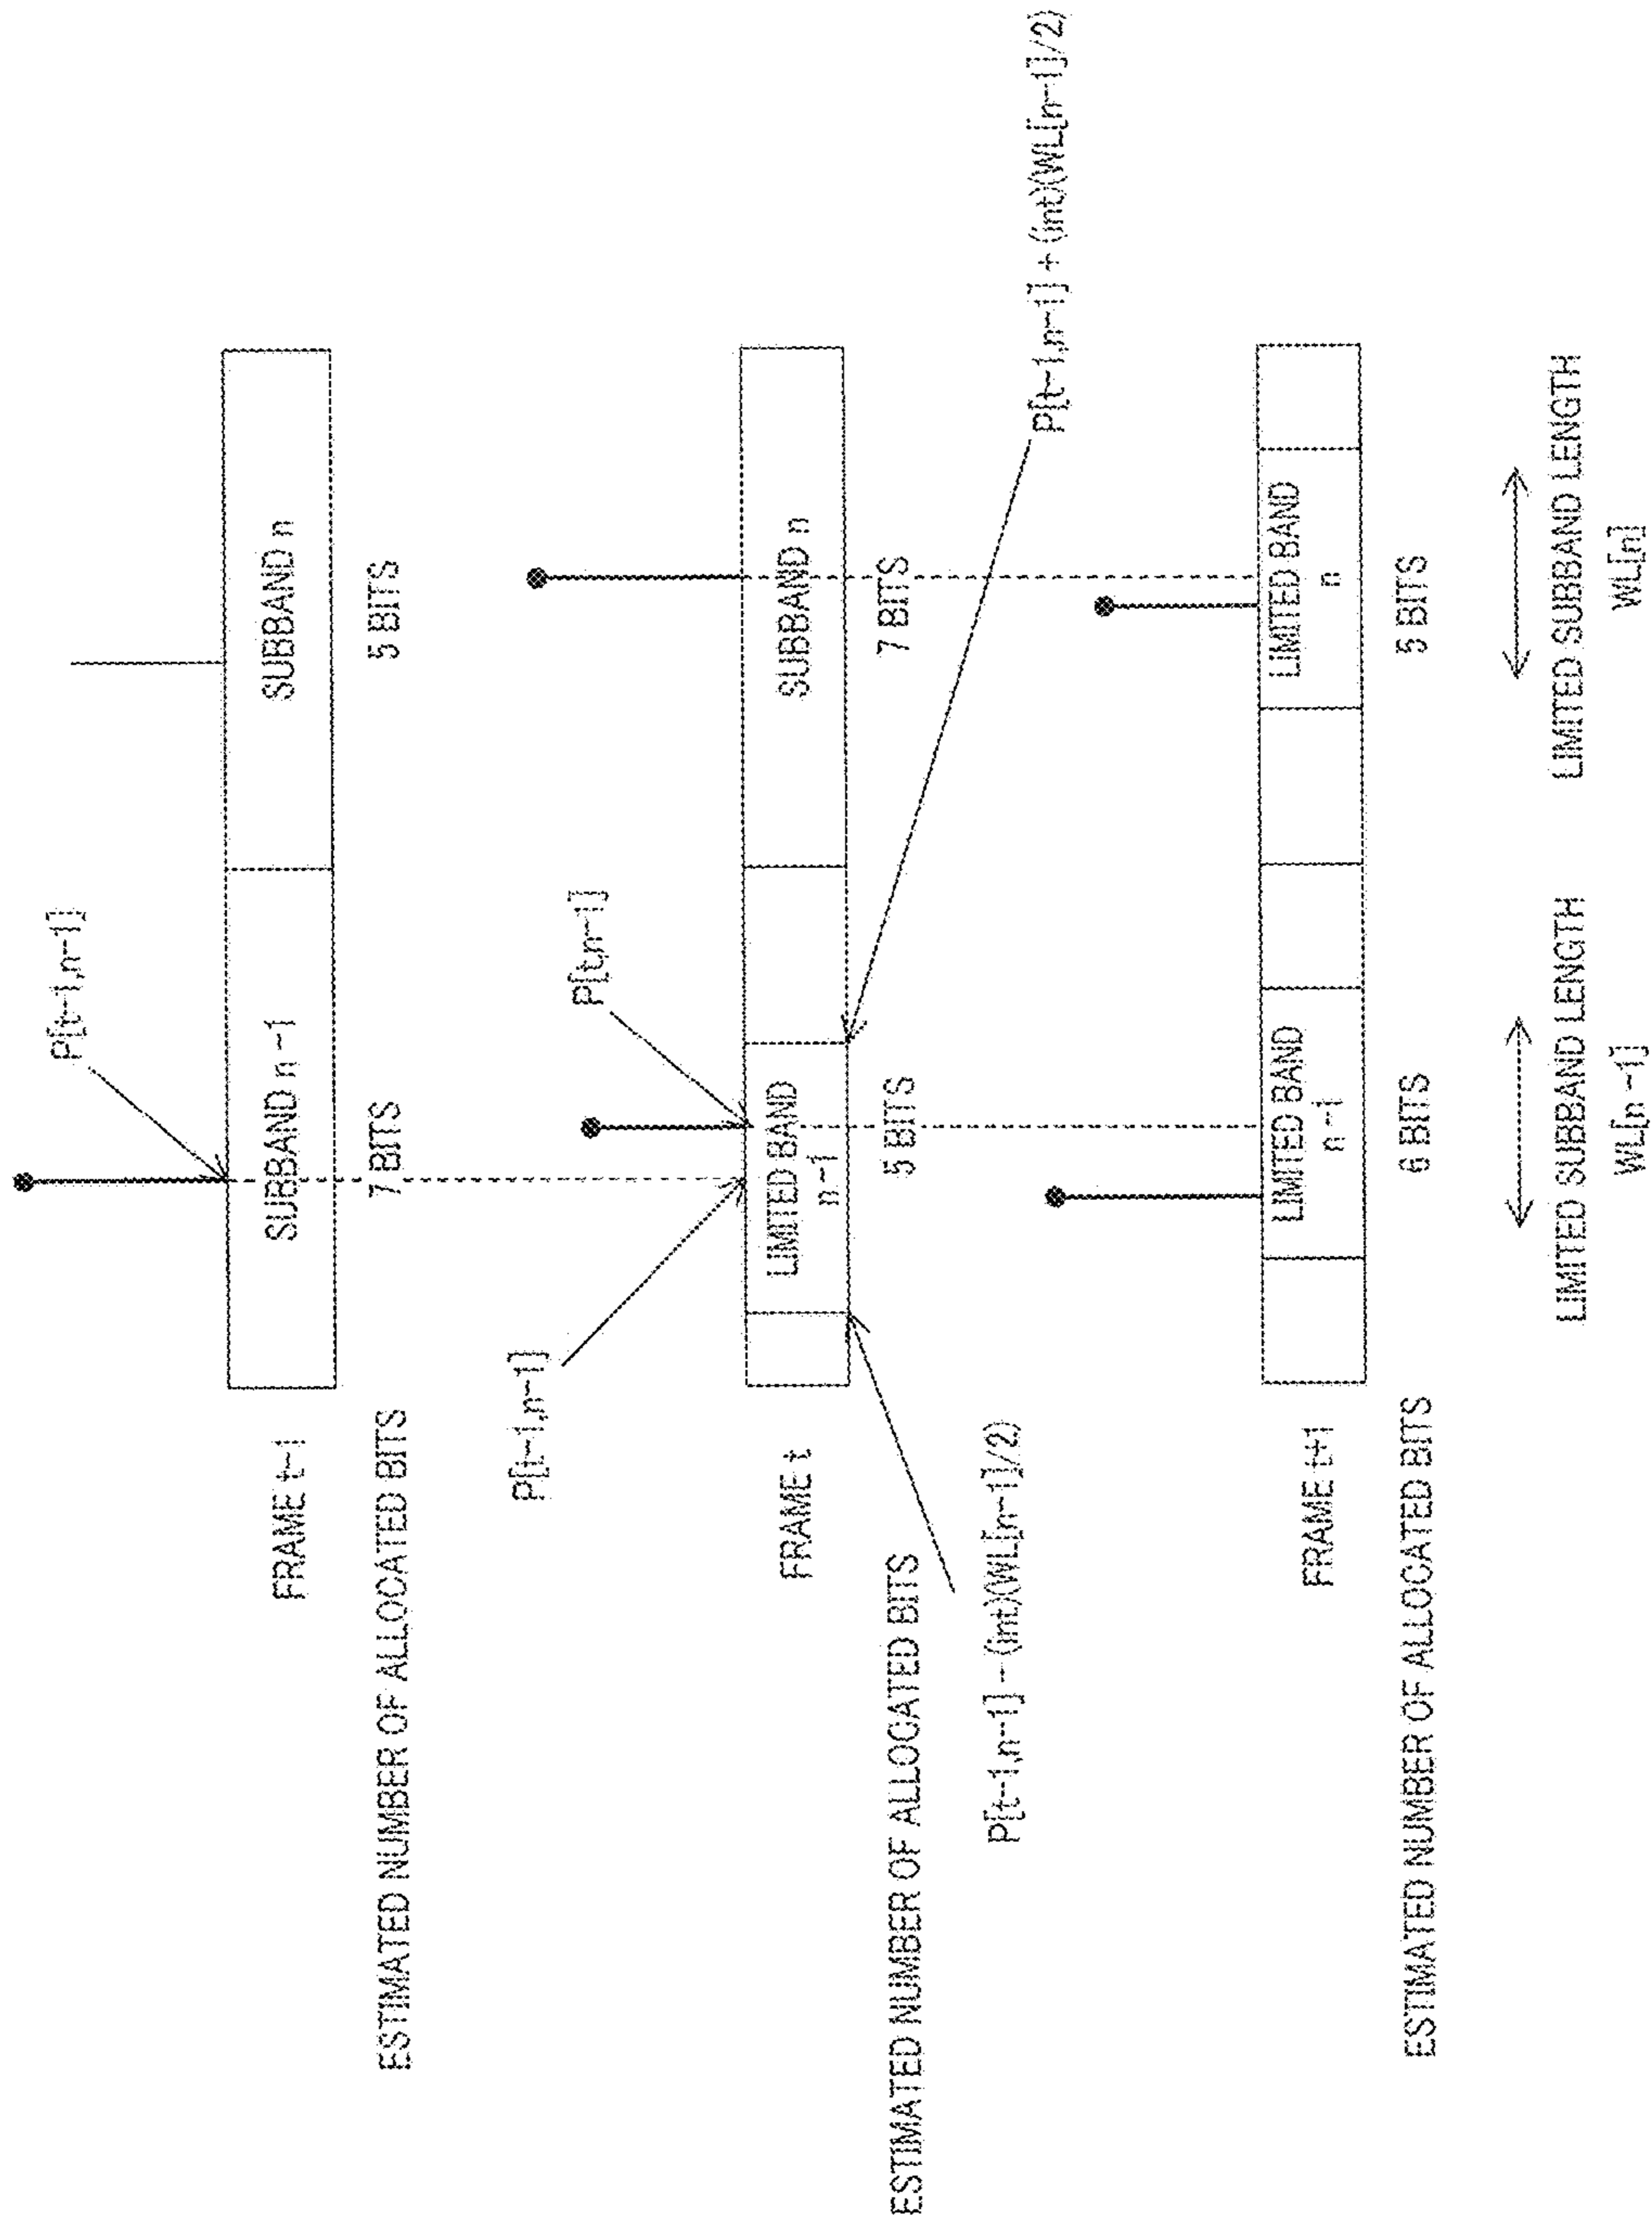 P[t-1,n-1]
FRAME t-1
SUBBAND n-1
SUBBAND n
ESTIMATED NUMBER OF ALLOCATED BITS
7 BITS
5 BITS
P[t-1,n-1]
P[t,n-1]
FRAME t
LIMITED BAND
n-1
SUBBAND n
ESTIMATED NUMBER OF ALLOCATED BITS
5 BITS
7 BITS
P[t-1,n-1]-(int)(WL[n-1]/2)
P[t-1,n-1]+(int)(WL[n-1]/2)
FRAME t+1
LIMITED BAND
n-1
LIMITED BAND
n
ESTIMATED NUMBER OF ALLOCATED BITS
6 BITS
5 BITS
LIMITED SUBBAND LENGTH
WL[n-1]
LIMITED SUBBAND LENGTH
WL[n]